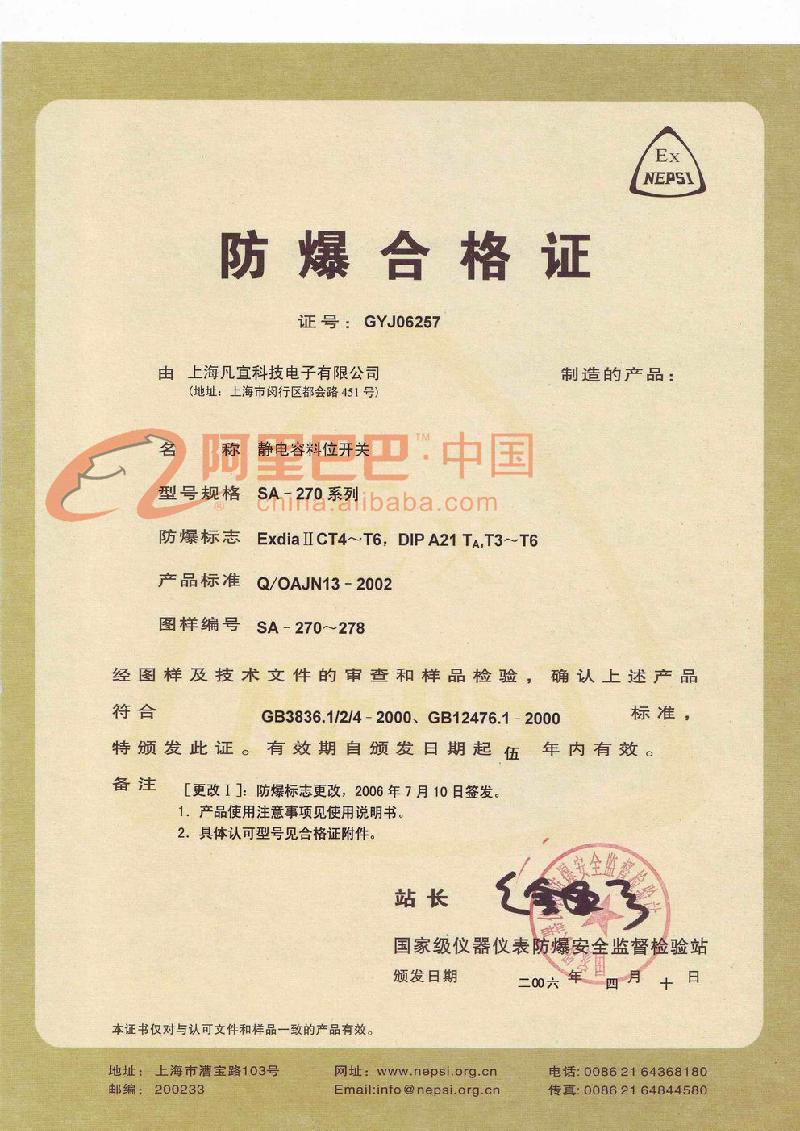 Ex
NEPSI
防爆合格证
证号：GYJ06257
由 上海凡宜科技电子有限公司 制造的产品：
（地址：上海市闵行区都会路451号）
名 称 静电容料位开关
阿里巴巴™·中国
型号规格 SA－270系列
china.alibaba.com
防爆标志 ExdiaⅡCT4～T6，DIP A21 TA,T3～T6
产品标准 Q/OAJN13－2002
图样编号 SA－270～278
经图样及技术文件的审查和样品检验，确认上述产品
符合 GB3836.1/2/4－2000、GB12476.1－2000 标准，
特颁发此证。有效期自颁发日期起伍年内有效。
备注 [更改Ⅰ]：防爆标志更改，2006年7月10日签发。
1．产品使用注意事项见使用说明书。
2．具体认可型号见合格证附件。
站长
国家级仪器仪表防爆安全监督检验站
颁发日期 二〇〇六年四月十日
本证书仅对与认可文件和样品一致的产品有效。
地址：上海市漕宝路103号 网址：www.nepsi.org.cn 电话：0086 21 64368180
邮编：200233 Email:info@nepsi.org.cn 传真：0086 21 64844580